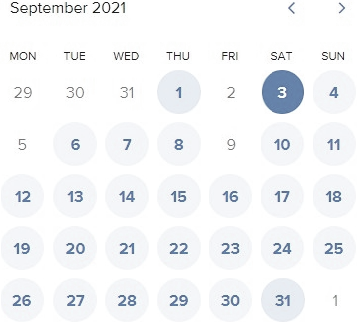 September 2021
MON TUE WED THU FRI SAT SUN
29 30 31 1 2 3 4
5 6 7 8 9 10 11
12 13 14 15 16 17 18
19 20 21 22 23 24 25
26 27 28 29 30 31 1